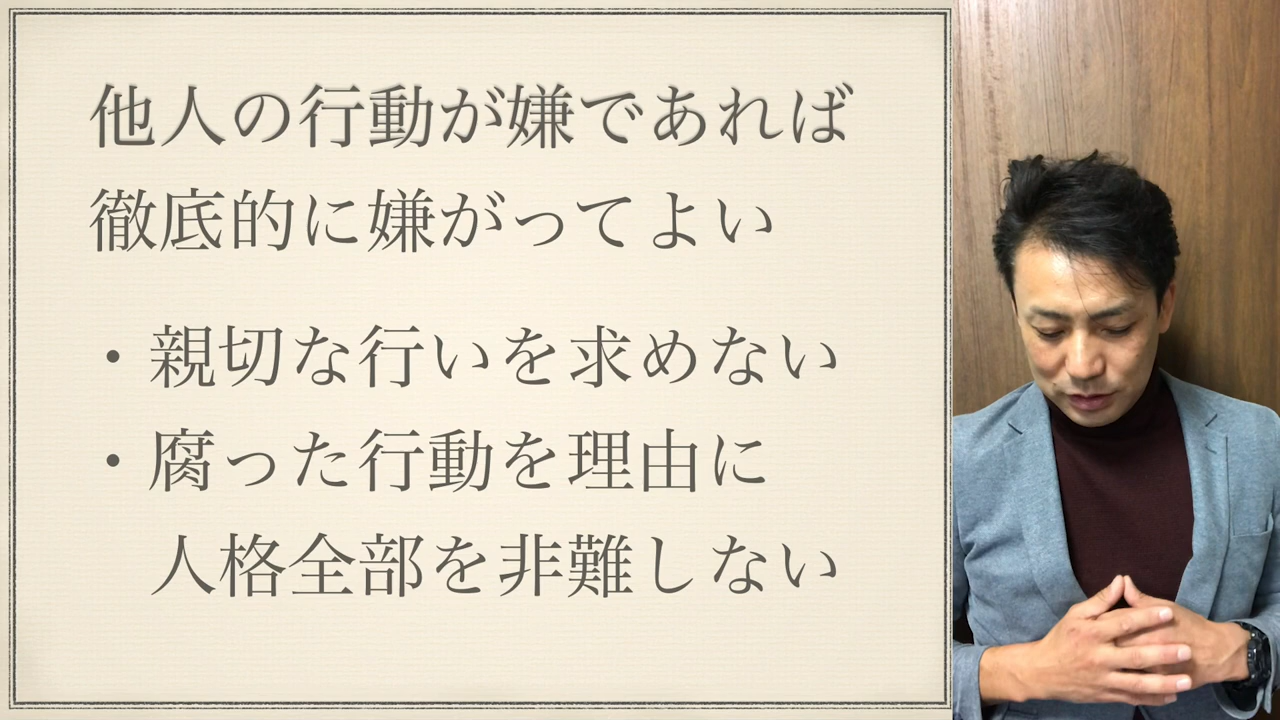 他人の行動が嫌であれば
徹底的に嫌がってよい
・親切な行いを求めない
・腐った行動を理由に
人格全部を非難しない